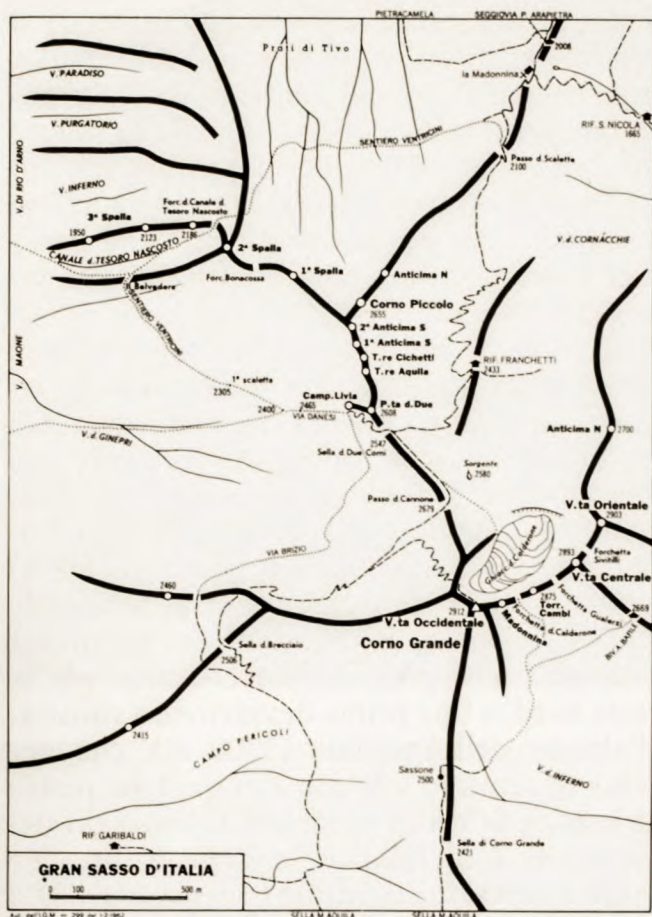 PIETRACAMELA
SEGGIOVIA P. ARAPIETRA
2008
Prati di Tivo
la Madonnina
V. PARADISO
RIF. S. NICOLA
1665
V. PURGATORIO
SENTIERO VENTRICINI
Passo d. Scalette
2100
V. DI RIO D'ARNO
V. INFERNO
Forc. d. Canale d.
Tesoro Nascosto
3ª Spalla
1950
2123
2186
V. d. CORNACCHIE
CANALE d. TESORO NASCOSTO
2ª Spalla
Forc. Bonacossa
1ª Spalla
Anticima N
Il Belvedere
Corno Piccolo
2655
SENTIERO VENTRICINI
2ª Anticima S
1ª Anticima S
T.re Cichetti
T.re Aquila
RIF. FRANCHETTI
2433
V. MAONE
1ª scaletta
2305
Camp. Livia
2465
P.ta d. Due
2608
2400
VIA DANESI
V. d. GINEPRI
Anticima N
2700
2547
Sella d. Due Corni
Sorgente
2580
Passo d. Cannone
2679
V.ta Orientale
2903
Ghiac. d. Calderone
VIA BRIZIO
2893
Forchetta
Sivitilli
V.ta Centrale
2460
2875
Torr.
Cambi
Forchetta Gualerzi
2669
V.ta Occidentale
2912
Madonnina
Forchetta d. Calderone
BIV. A. BAFILE
Corno Grande
Sella d. Brecciaio
2506
2415
CAMPO PERICOLI
Sassone
2500
V. d. INFERNO
RIF. GARIBALDI
Sella di Corno Grande
2421
GRAN SASSO D'ITALIA
0 100 500 m
SELLA M. AQUILA
SELLA M. AQUILA